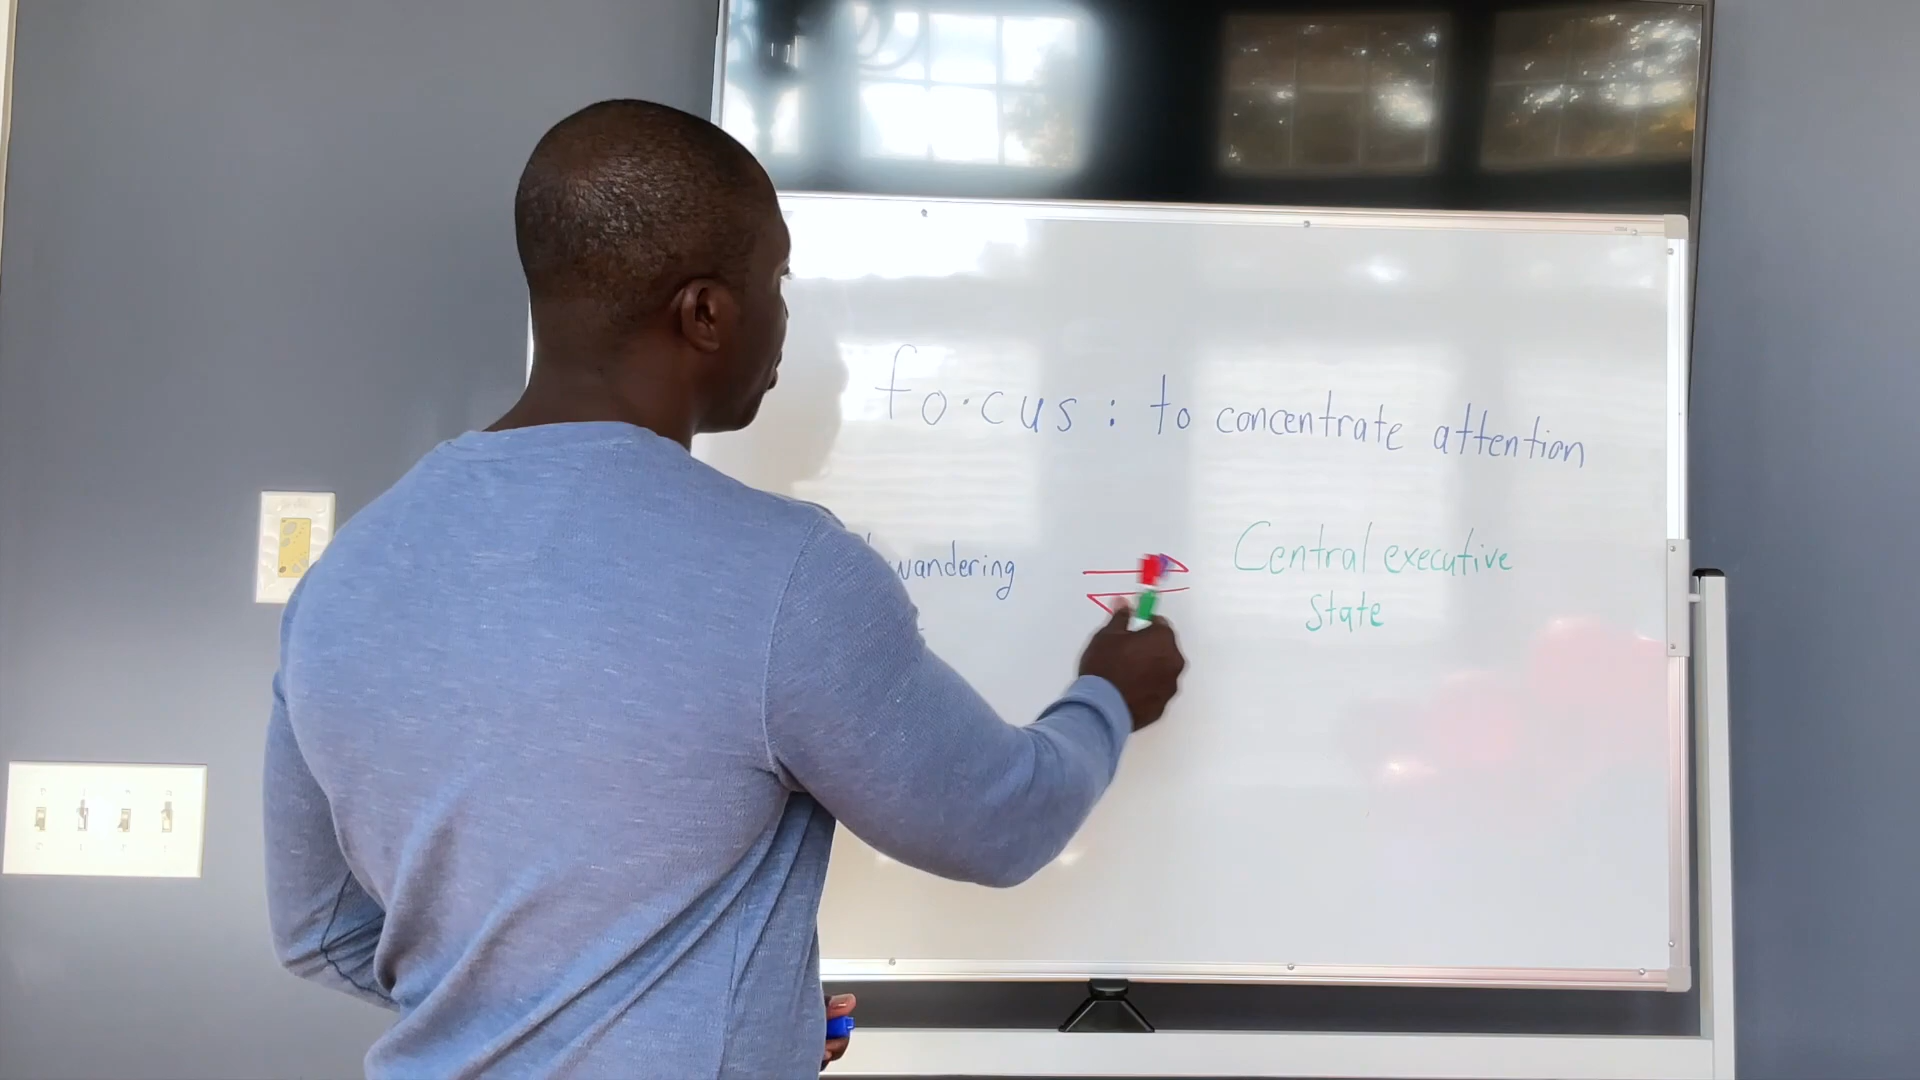 fo·cus: to concentrate attention
wandering
Central executive
State